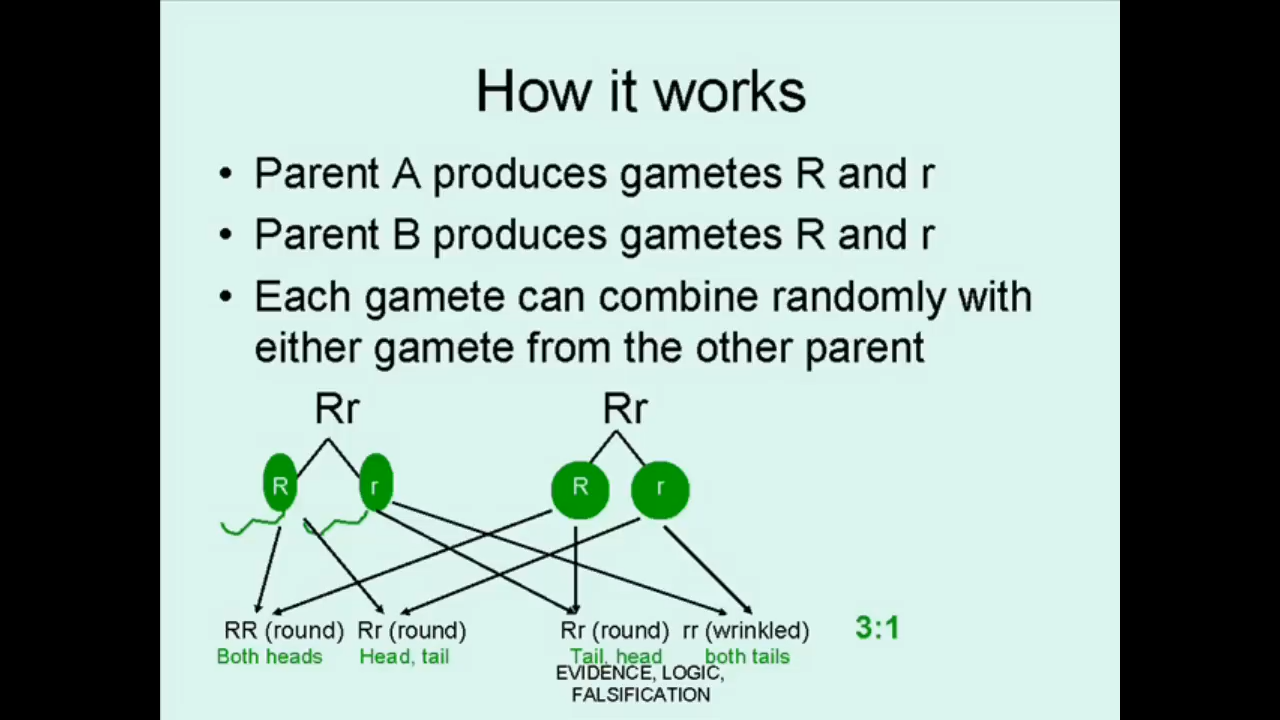 How it works
• Parent A produces gametes R and r
• Parent B produces gametes R and r
• Each gamete can combine randomly with
either gamete from the other parent
Rr Rr
R r R r
RR (round) Rr (round) Rr (round) rr (wrinkled) 3:1
Both heads Head, tail Tail, head both tails
EVIDENCE, LOGIC,
FALSIFICATION